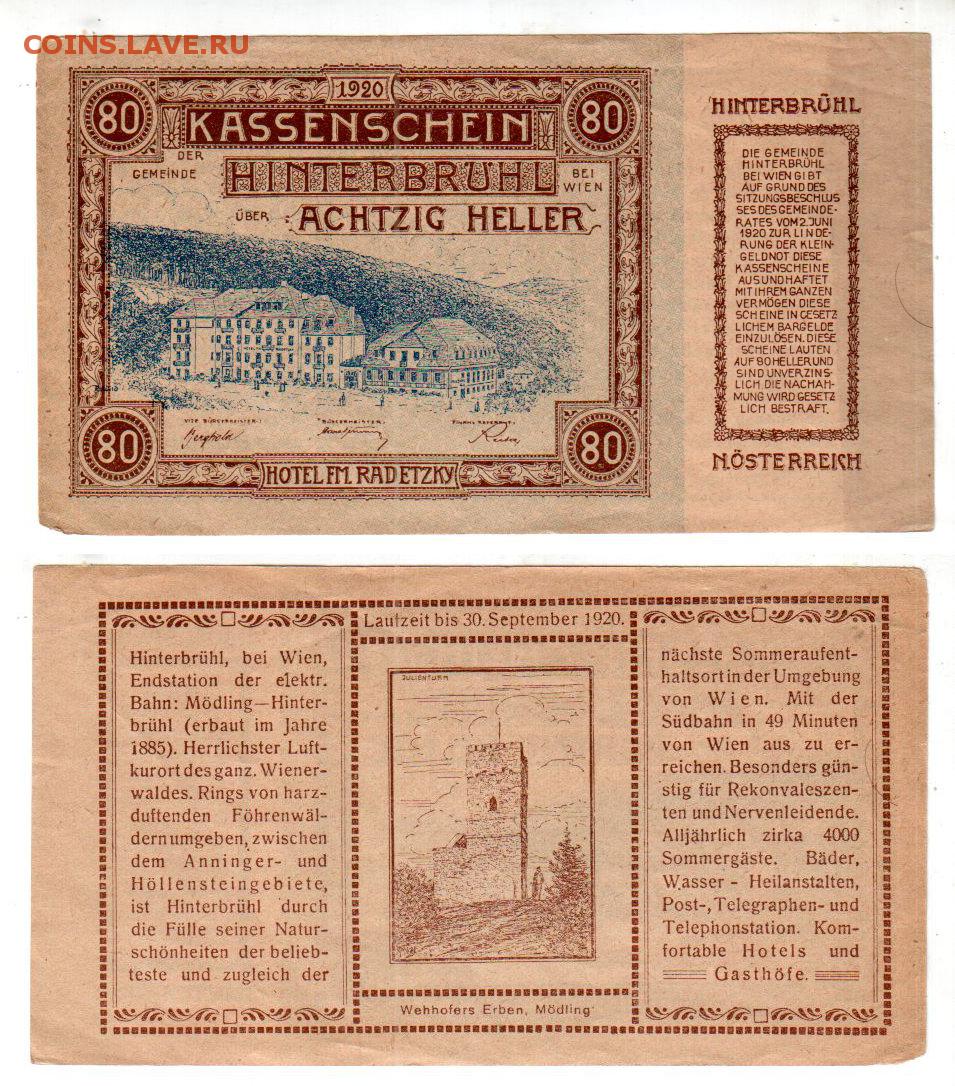 COINS.LAVE.RU
1920
80 KASSENSCHEIN 80
DER
GEMEINDE HINTERBRÜHL BEI
WIEN
ÜBER ACHTZIG HELLER
VIZE BÜRGERMEISTER: BÜRGERMEISTER: FINANZ REFERENT:
80 80
HOTEL FM. RADETZKY
HINTERBRÜHL
DIE GEMEINDE
HINTERBRÜHL
BEI WIEN GIBT
AUF GRUND DES
SITZUNGSBESCHLUS
SES DES GEMEINDE-
RATES VOM 2. JUNI
1920 ZUR LINDE-
RUNG DER KLEIN-
GELDNOT DIESE
KASSENSCHEINE
AUS UND HAFTET
MIT IHREM GANZEN
VERMÖGEN DIESE
SCHEINE IN GESETZ
LICHEM BARGELDE
EINZULÖSEN. DIESE
SCHEINE LAUTEN
AUF 80 HELLER UND
SIND UNVERZINS-
LICH. DIE NACHAH-
MUNG WIRD GESETZ
LICH BESTRAFT.
N.ÖSTERREICH
Hinterbrühl, bei Wien,
Endstation der elektr.
Bahn: Mödling—Hinter-
brühl (erbaut im Jahre
1885). Herrlichster Luft-
kurort des ganz. Wiener-
waldes. Rings von harz-
duftenden Föhrenwäl-
dern umgeben, zwischen
dem Anninger- und
Höllensteingebiete,
ist Hinterbrühl durch
die Fülle seiner Natur-
schönheiten der belieb-
teste und zugleich der
Laufzeit bis 30. September 1920.
JULIENTURM
Wehhofers Erben, Mödling
nächste Sommeraufent-
haltsort in der Umgebung
von Wien. Mit der
Südbahn in 49 Minuten
von Wien aus zu er-
reichen. Besonders gün-
stig für Rekonvaleszen-
ten und Nervenleidende.
Alljährlich zirka 4000
Sommergäste. Bäder,
Wasser - Heilanstalten,
Post-, Telegraphen- und
Telephonstation. Kom-
fortable Hotels und
Gasthöfe.